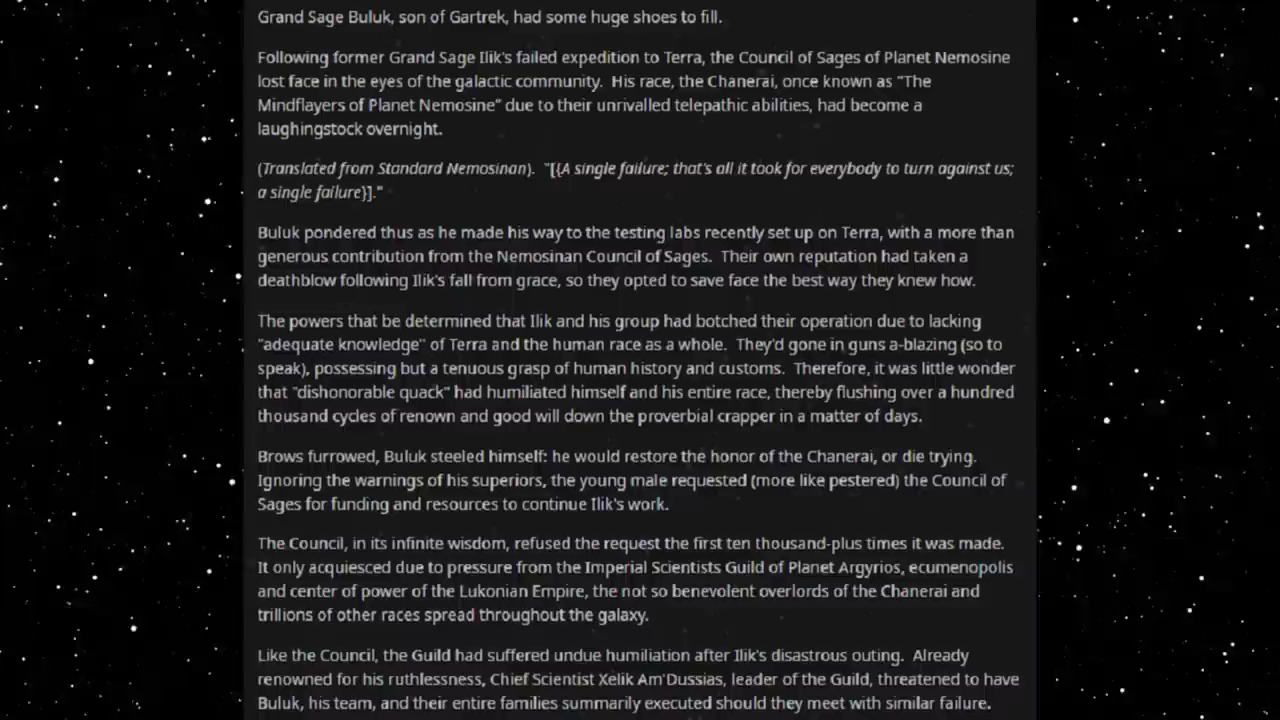 Grand Sage Buluk, son of Gartrek, had some huge shoes to fill.
Following former Grand Sage Ilik's failed expedition to Terra, the Council of Sages of Planet Nemosine
lost face in the eyes of the galactic community.  His race, the Chanerai, once known as "The
Mindflayers of Planet Nemosine" due to their unrivalled telepathic abilities, had become a
laughingstock overnight.
(Translated from Standard Nemosinan).  "[{A single failure; that's all it took for everybody to turn against us;
a single failure}]."
Buluk pondered thus as he made his way to the testing labs recently set up on Terra, with a more than
generous contribution from the Nemosinan Council of Sages.  Their own reputation had taken a
deathblow following Ilik's fall from grace, so they opted to save face the best way they knew how.
The powers that be determined that Ilik and his group had botched their operation due to lacking
"adequate knowledge" of Terra and the human race as a whole.  They'd gone in guns a-blazing (so to
speak), possessing but a tenuous grasp of human history and customs.  Therefore, it was little wonder
that "dishonorable quack" had humiliated himself and his entire race, thereby flushing over a hundred
thousand cycles of renown and good will down the proverbial crapper in a matter of days.
Brows furrowed, Buluk steeled himself: he would restore the honor of the Chanerai, or die trying.
Ignoring the warnings of his superiors, the young male requested (more like pestered) the Council of
Sages for funding and resources to continue Ilik's work.
The Council, in its infinite wisdom, refused the request the first ten thousand-plus times it was made.
It only acquiesced due to pressure from the Imperial Scientists Guild of Planet Argyrios, ecumenopolis
and center of power of the Lukonian Empire, the not so benevolent overlords of the Chanerai and
trillions of other races spread throughout the galaxy.
Like the Council, the Guild had suffered undue humiliation after Ilik's disastrous outing.  Already
renowned for his ruthlessness, Chief Scientist Xelik Am'Dussias, leader of the Guild, threatened to have
Buluk, his team, and their entire families summarily executed should they meet with similar failure.